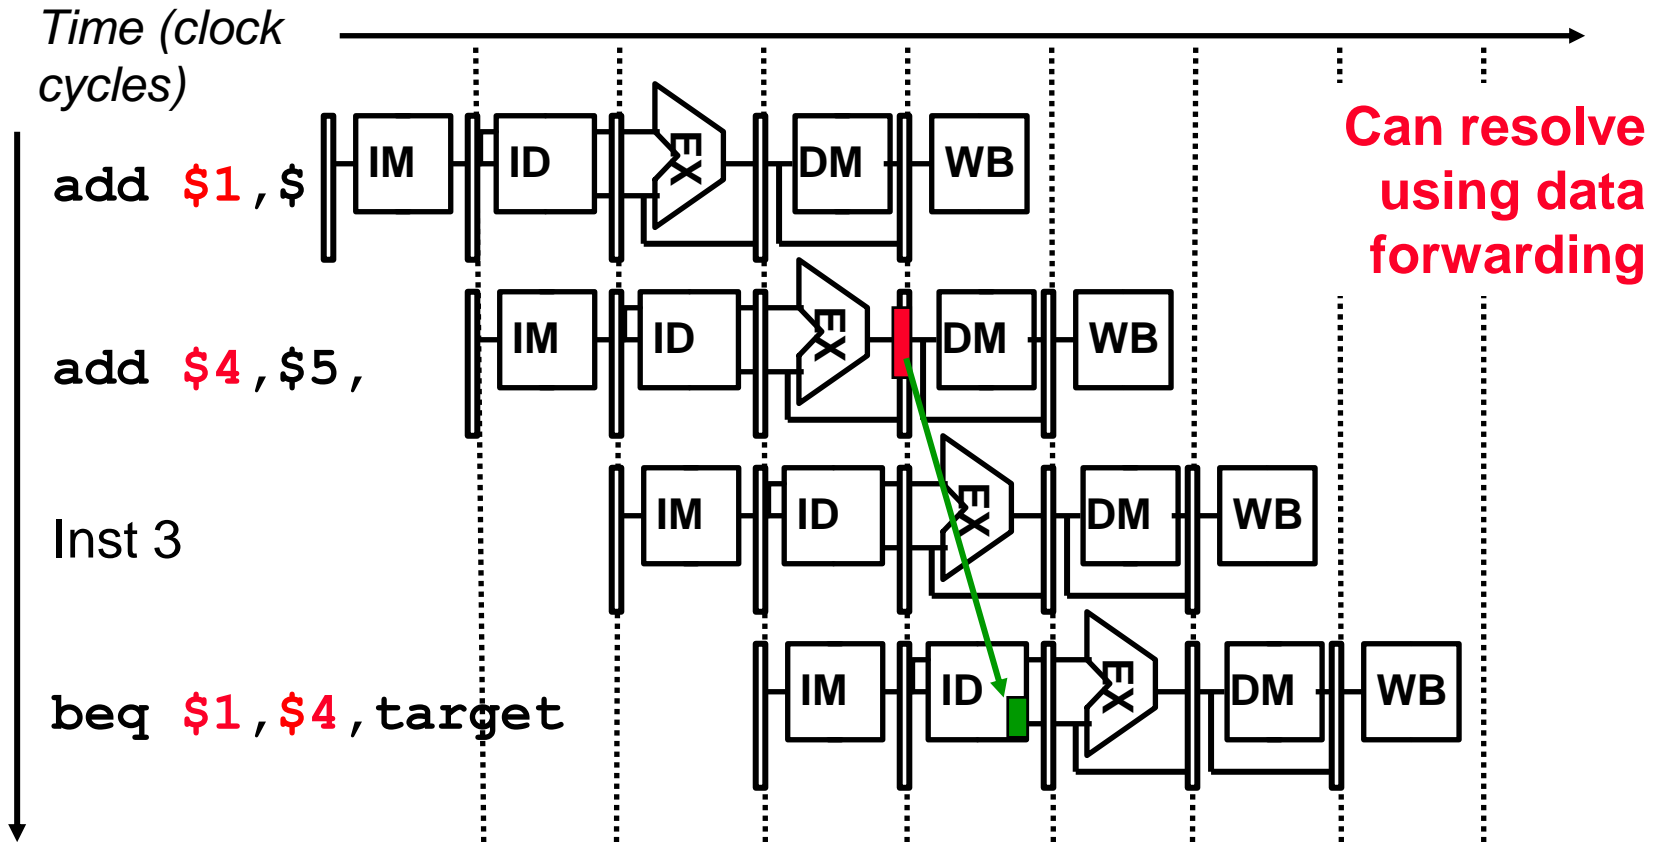 Time (clock
cycles)
Can resolve
using data
forwarding
add $1,$
IM ID EX DM WB
add $4,$5,
IM ID EX DM WB
Inst 3
IM ID EX DM WB
beq $1,$4,target
IM ID EX DM WB